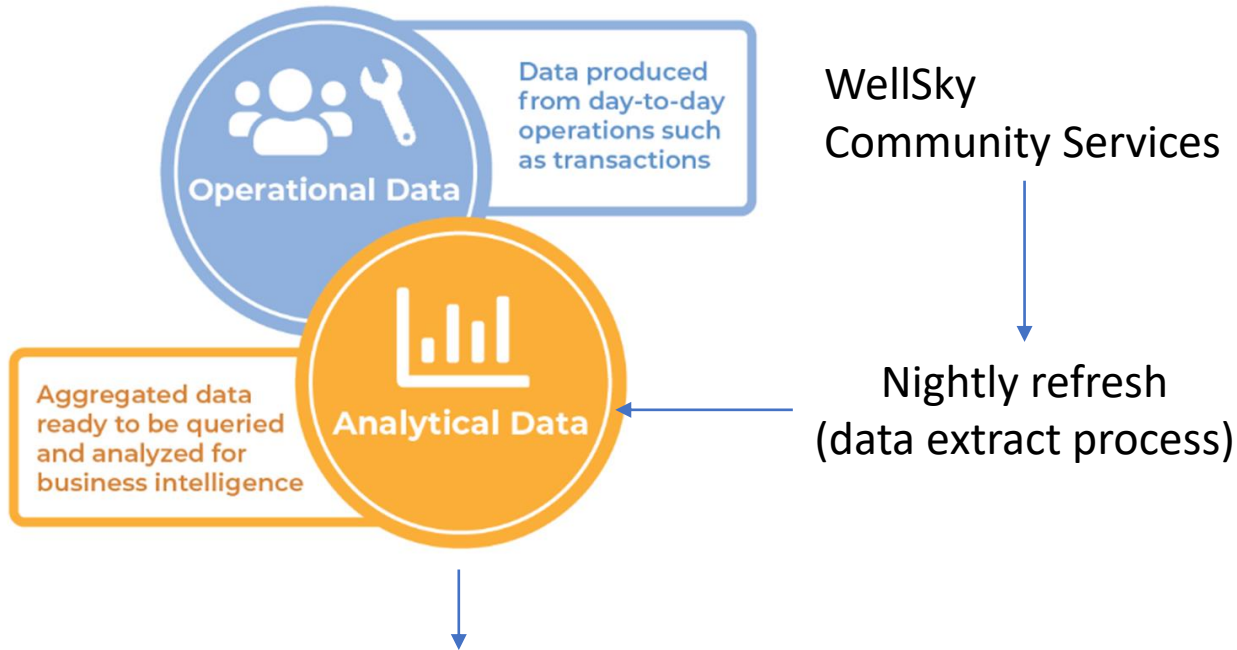 Data produced
from day-to-day
operations such
as transactions
Operational Data
WellSky
Community Services
Aggregated data
ready to be queried
and analyzed for
business intelligence
Analytical Data
Nightly refresh
(data extract process)